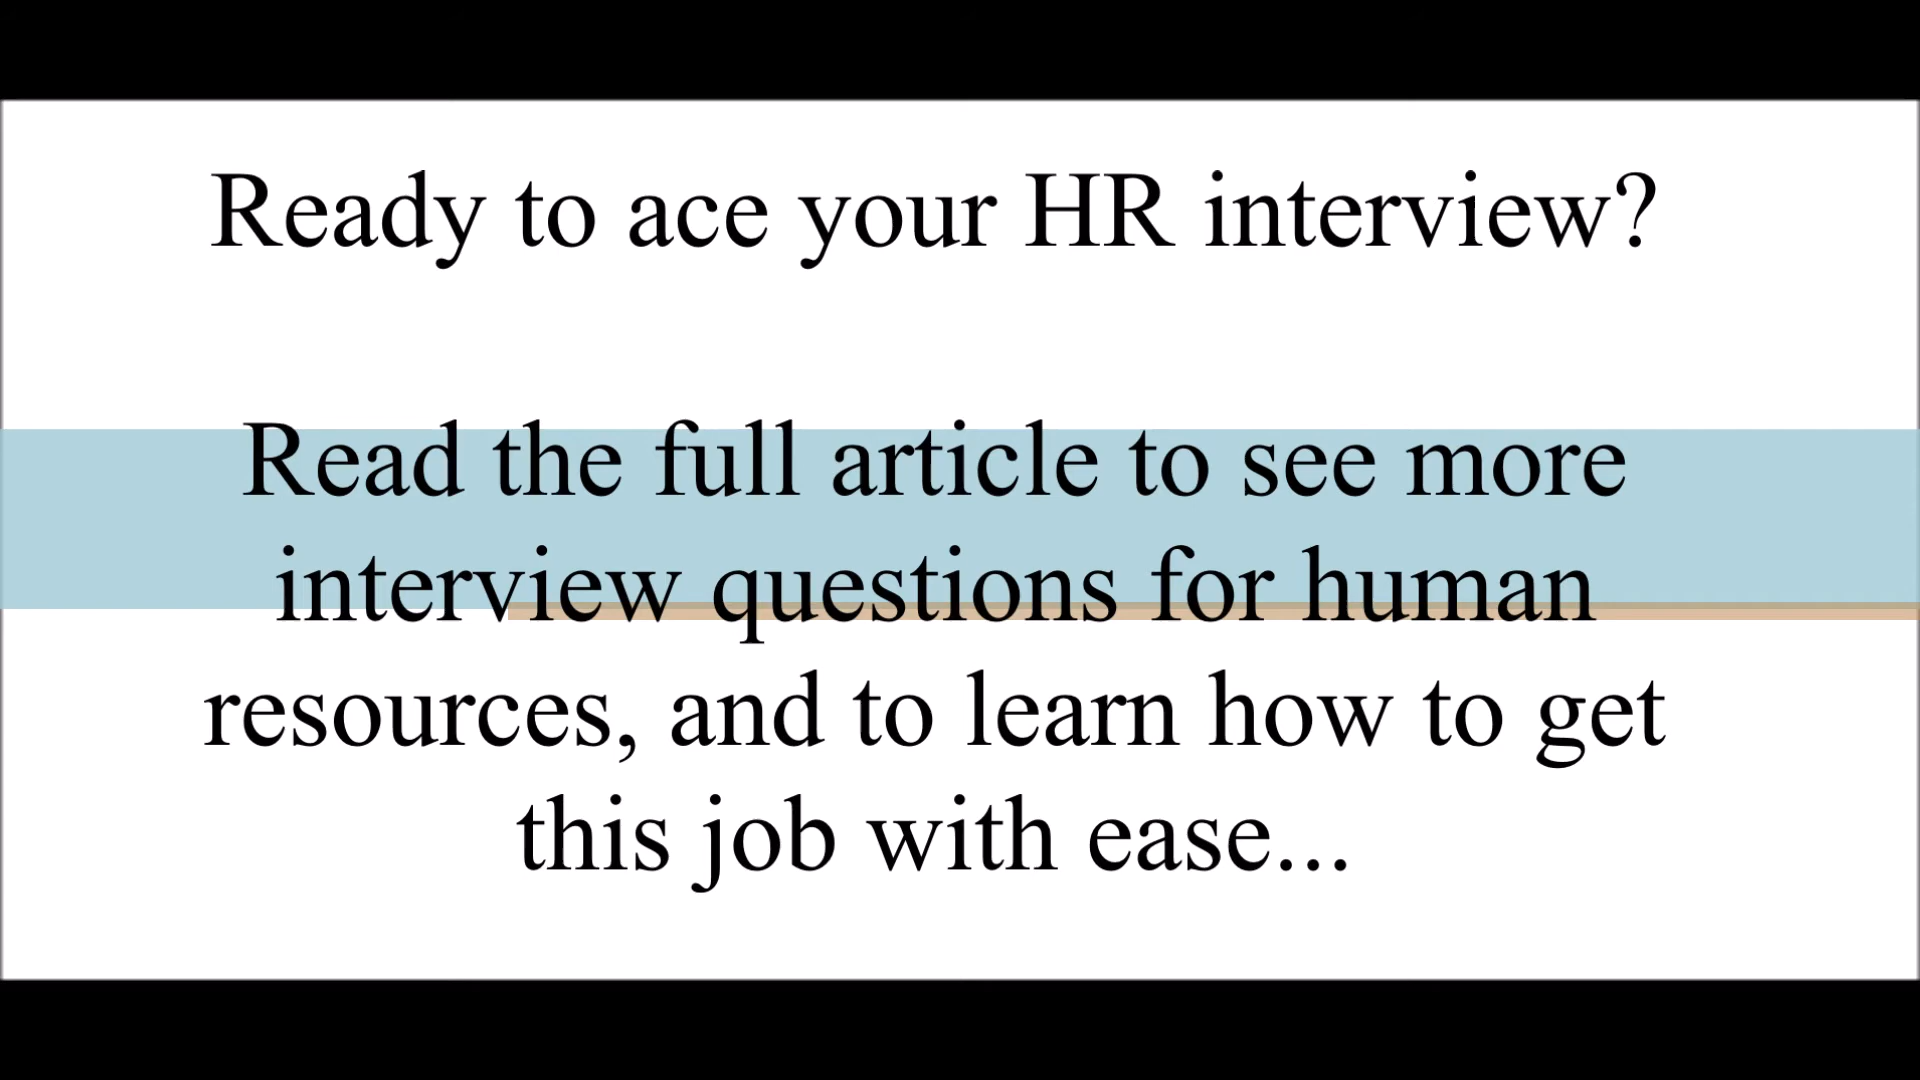 Ready to ace your HR interview?
Read the full article to see more
interview questions for human
resources, and to learn how to get
this job with ease...